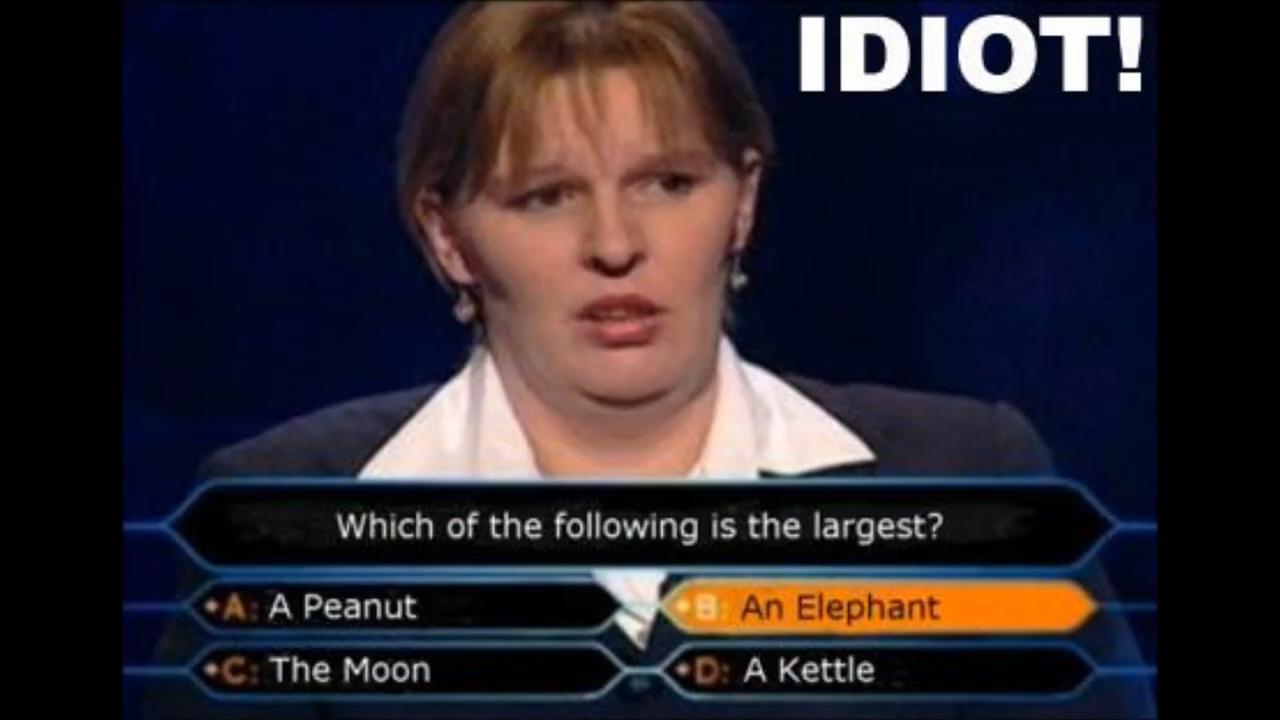 IDIOT!
Which of the following is the largest?
A: A Peanut
B: An Elephant
C: The Moon
D: A Kettle